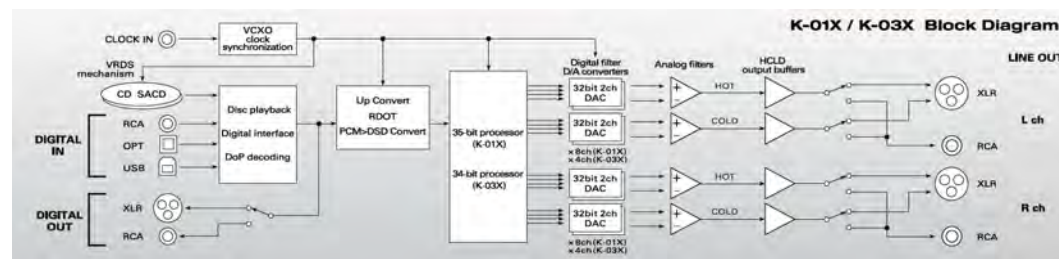 K-01X / K-03X Block Diagram
CLOCK IN
VCXO
clock
synchronization
VRDS
mechanism
CD SACD
DIGITAL
IN
RCA
OPT
USB
Disc playback
Digital interface
DoP decoding
DIGITAL
OUT
XLR
RCA
Up Convert
RDOT
PCM>DSD Convert
35-bit processor
(K-01X)
34-bit processor
(K-03X)
Digital filter
D/A converters
32bit 2ch
DAC
32bit 2ch
DAC
x 8ch (K-01X)
x 4ch (K-03X)
32bit 2ch
DAC
32bit 2ch
DAC
x 8ch (K-01X)
x 4ch (K-03X)
Analog filters
+
−
+
−
+
−
+
−
HOT
COLD
HOT
COLD
HCLD
output buffers
LINE OUT
XLR
L ch
RCA
XLR
R ch
RCA